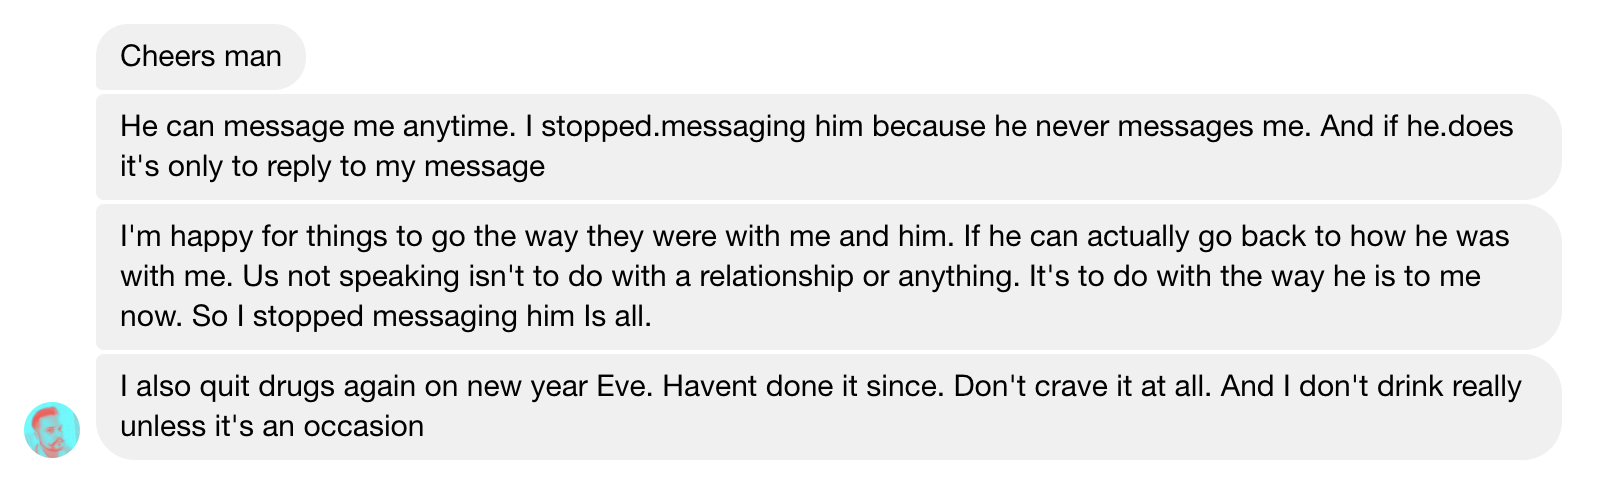 Cheers man
He can message me anytime. I stopped.messaging him because he never messages me. And if he.does
it's only to reply to my message
I'm happy for things to go the way they were with me and him. If he can actually go back to how he was
with me. Us not speaking isn't to do with a relationship or anything. It's to do with the way he is to me
now. So I stopped messaging him Is all.
I also quit drugs again on new year Eve. Havent done it since. Don't crave it at all. And I don't drink really
unless it's an occasion